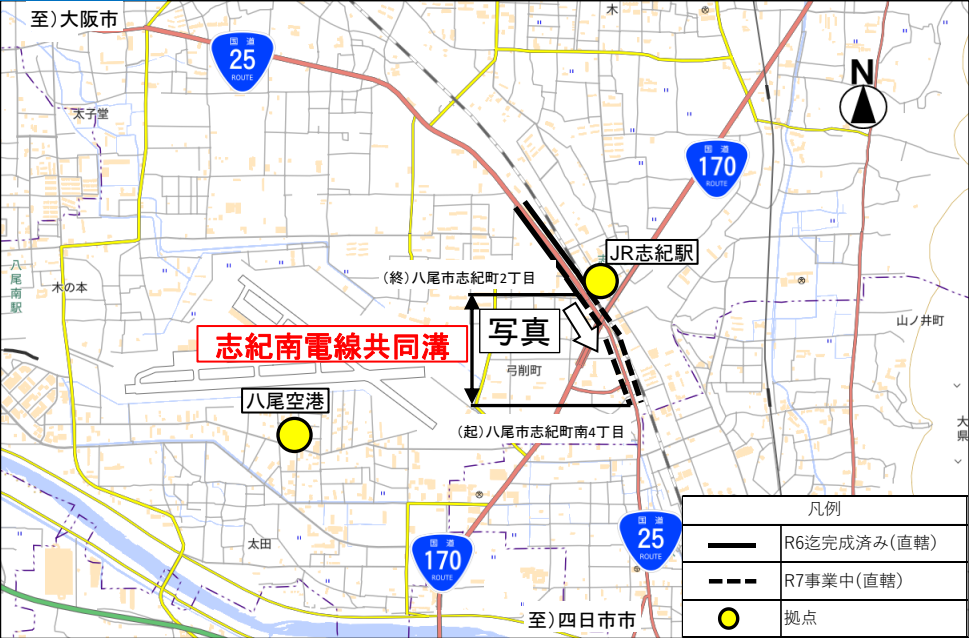 至)大阪市
木
国道
25
ROUTE
N
太子堂
国道
170
ROUTE
JR志紀駅
八尾南駅
木の本
(終)八尾市志紀町2丁目
山ノ井町
写真
志紀南電線共同溝
弓削町
八尾空港
大県
(起)八尾市志紀町南4丁目
太田
国道
170
ROUTE
国道
25
ROUTE
至)四日市市
凡例
R6迄完成済み(直轄)
R7事業中(直轄)
拠点